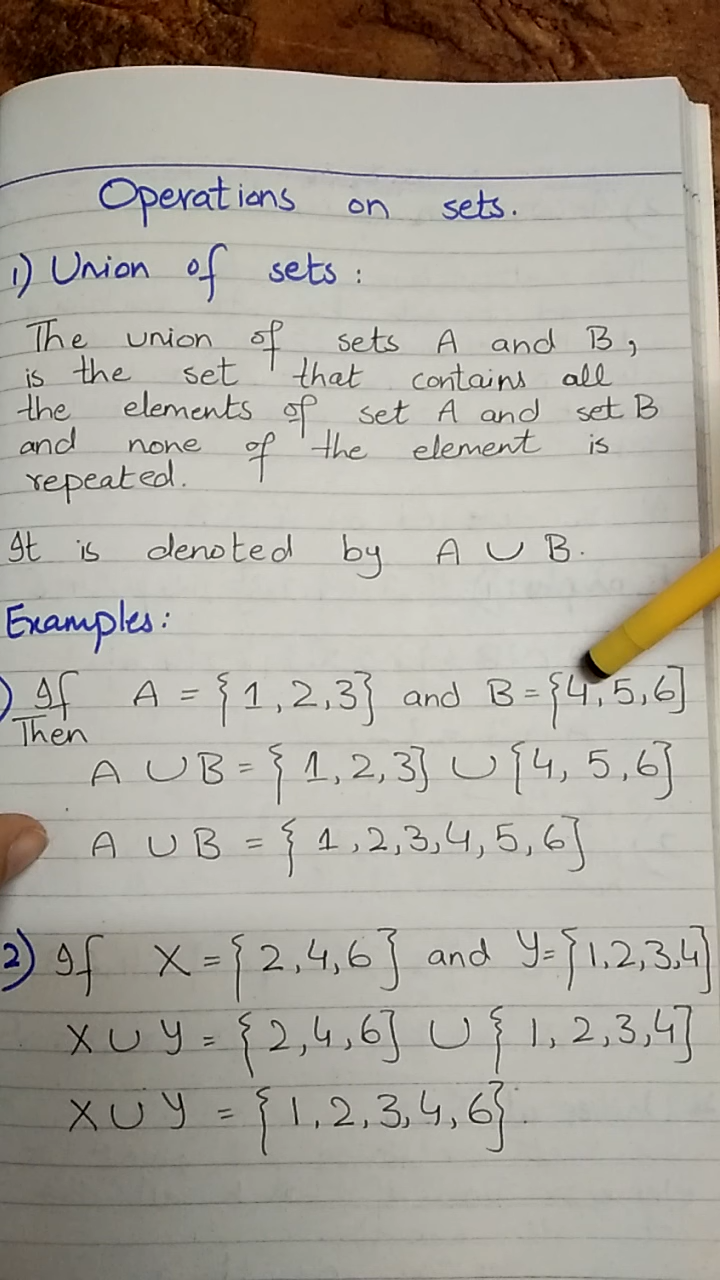 Operations on sets.
1) Union of sets :
The union of sets A and B,
is the set that contains all
the elements of set A and set B
and none of the element is
repeated.
It is denoted by A ∪ B.
Examples:
) If A = {1,2,3} and B = {4,5,6}
Then
A ∪ B = {1,2,3} ∪ {4, 5,6}
A ∪ B = {1,2,3,4,5,6}
2) If X = {2,4,6} and Y = {1,2,3,4}
X ∪ Y = {2,4,6} ∪ {1, 2,3,4}
X ∪ Y = {1,2,3,4,6}.